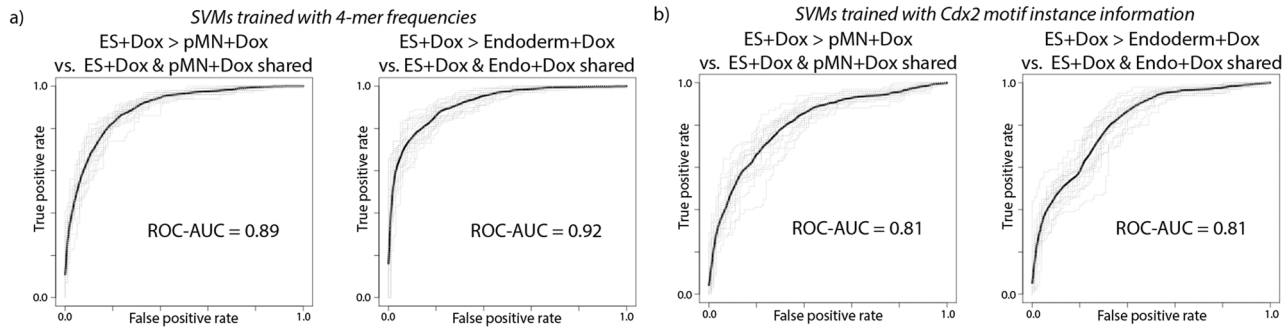 a)
SVMs trained with 4-mer frequencies
ES+Dox > pMN+Dox
vs. ES+Dox & pMN+Dox shared
1.0
True positive rate
0.0
ROC-AUC = 0.89
0.0
False positive rate
1.0
ES+Dox > Endoderm+Dox
vs. ES+Dox & Endo+Dox shared
1.0
True positive rate
0.0
ROC-AUC = 0.92
0.0
False positive rate
1.0
b)
SVMs trained with Cdx2 motif instance information
ES+Dox > pMN+Dox
vs. ES+Dox & pMN+Dox shared
1.0
True positive rate
0.0
ROC-AUC = 0.81
0.0
False positive rate
1.0
ES+Dox > Endoderm+Dox
vs. ES+Dox & Endo+Dox shared
1.0
True positive rate
0.0
ROC-AUC = 0.81
0.0
False positive rate
1.0